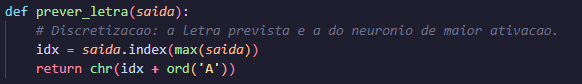 def prever_letra(saida):
    # Discretizacao: a letra prevista e a do neuronio de maior ativacao.
    idx = saida.index(max(saida))
    return chr(idx + ord('A'))